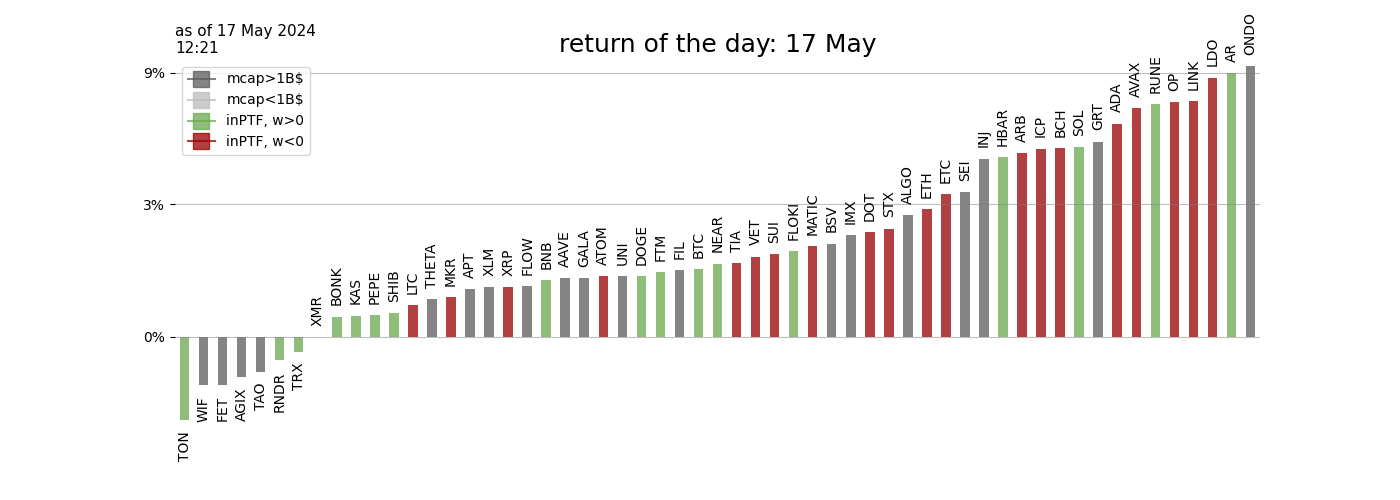 as of 17 May 2024
12:21
return of the day: 17 May
mcap>1B$
mcap<1B$
inPTF, w>0
inPTF, w<0
9%
3%
0%
TON
WIF
FET
AGIX
TAO
RNDR
TRX
XMR
BONK
KAS
PEPE
SHIB
LTC
THETA
MKR
APT
XLM
XRP
FLOW
BNB
AAVE
GALA
ATOM
UNI
DOGE
FTM
FIL
BTC
NEAR
TIA
VET
SUI
FLOKI
MATIC
BSV
IMX
DOT
STX
ALGO
ETH
ETC
SEI
INJ
HBAR
ARB
ICP
BCH
SOL
GRT
ADA
AVAX
RUNE
OP
LINK
LDO
AR
ONDO